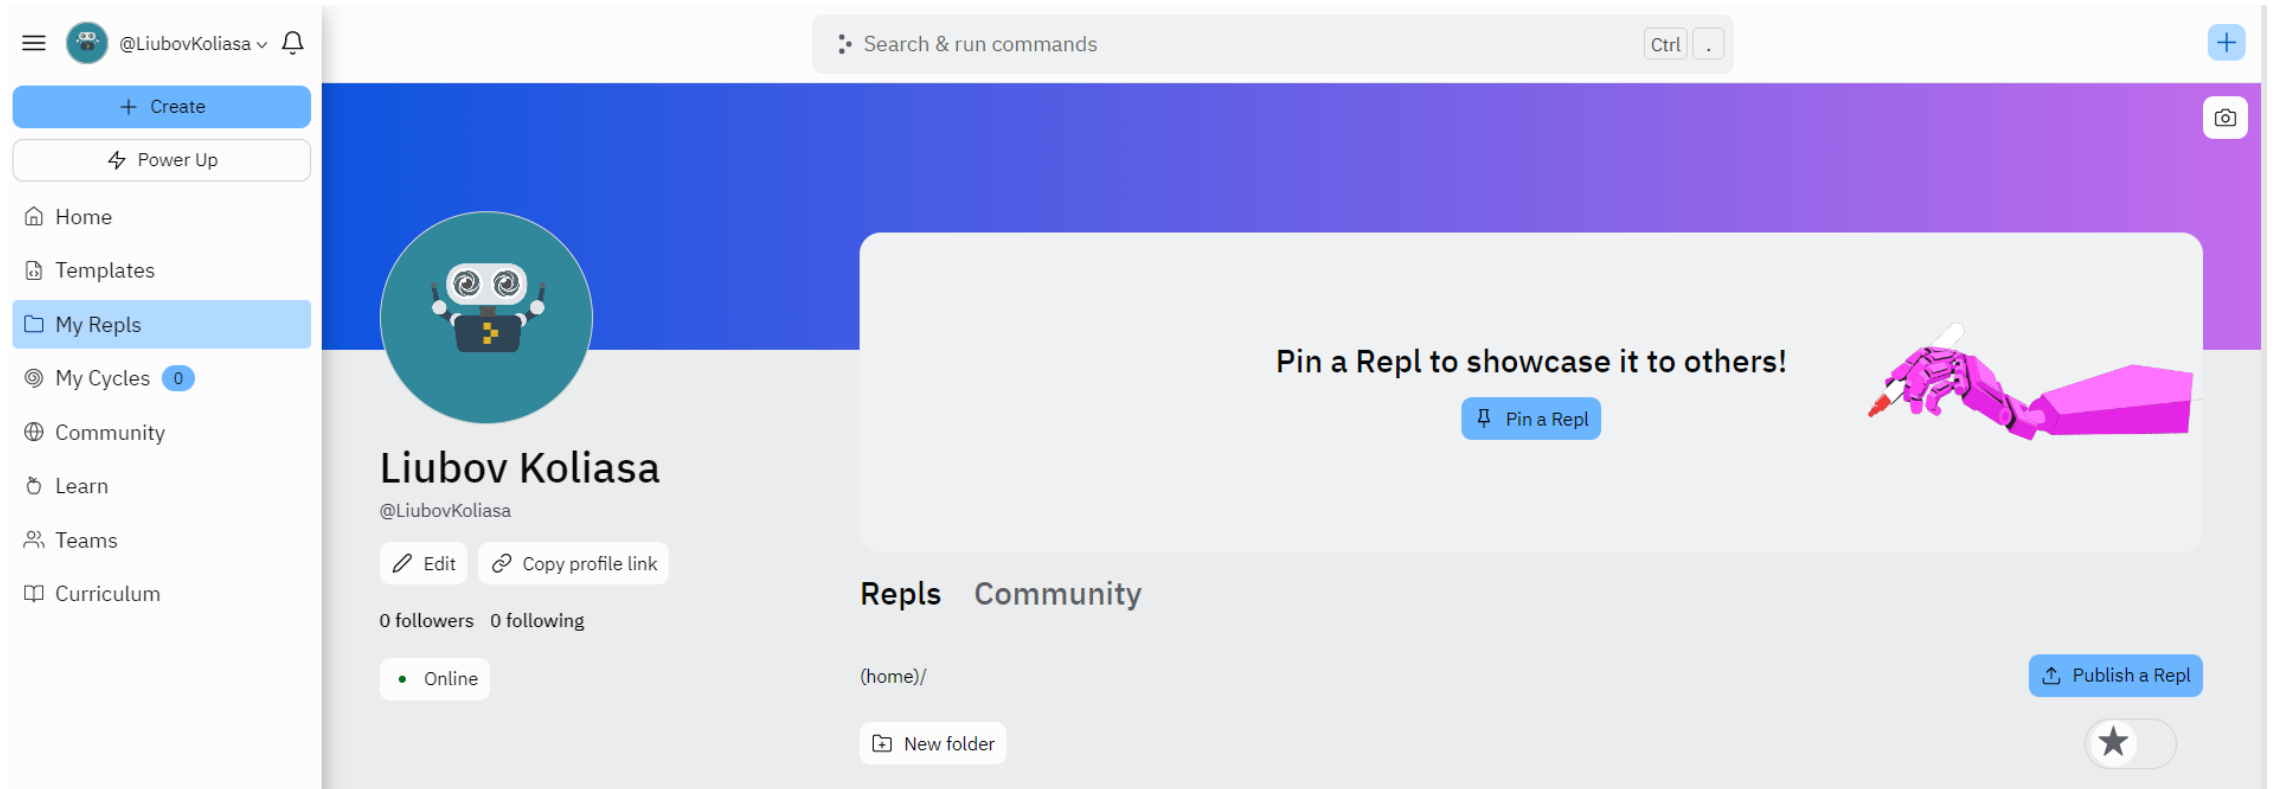 @LiubovKoliasa
Search & run commands
Ctrl .
+ Create
Power Up
Home
Templates
My Repls
My Cycles 0
Community
Learn
Teams
Curriculum
Liubov Koliasa
@LiubovKoliasa
Edit
Copy profile link
0 followers 0 following
Online
Pin a Repl to showcase it to others!
Pin a Repl
Repls Community
(home)/
Publish a Repl
New folder